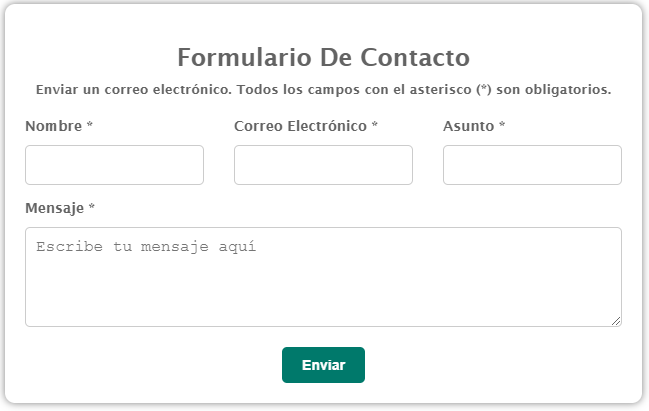 Formulario De Contacto
Enviar un correo electrónico. Todos los campos con el asterisco (*) son obligatorios.
Nombre * Correo Electrónico * Asunto *
Mensaje *
Escribe tu mensaje aquí
Enviar